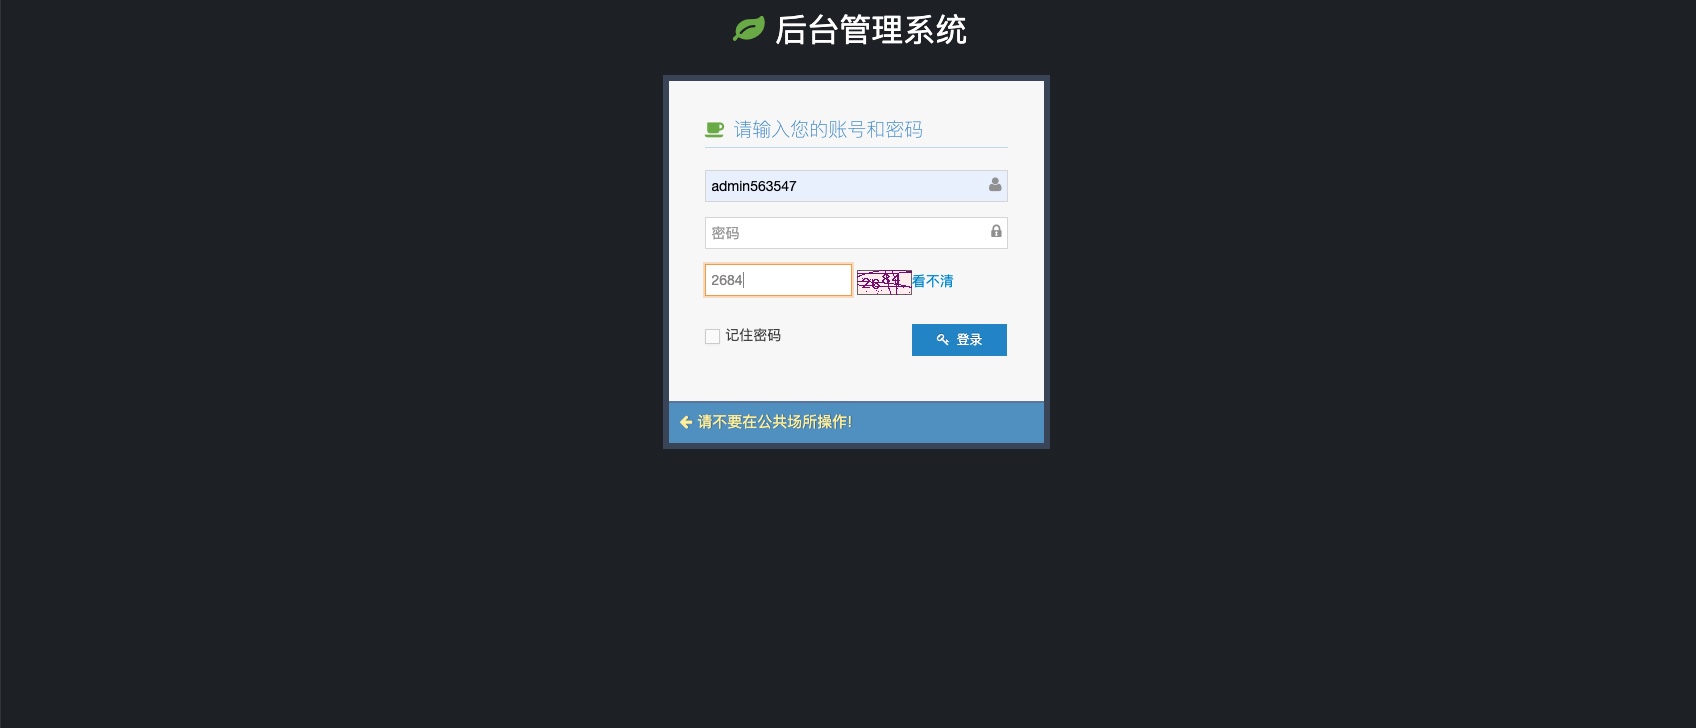 后台管理系统
请输入您的账号和密码
admin563547
密码
2684 2684 看不清
记住密码 登录
请不要在公共场所操作!